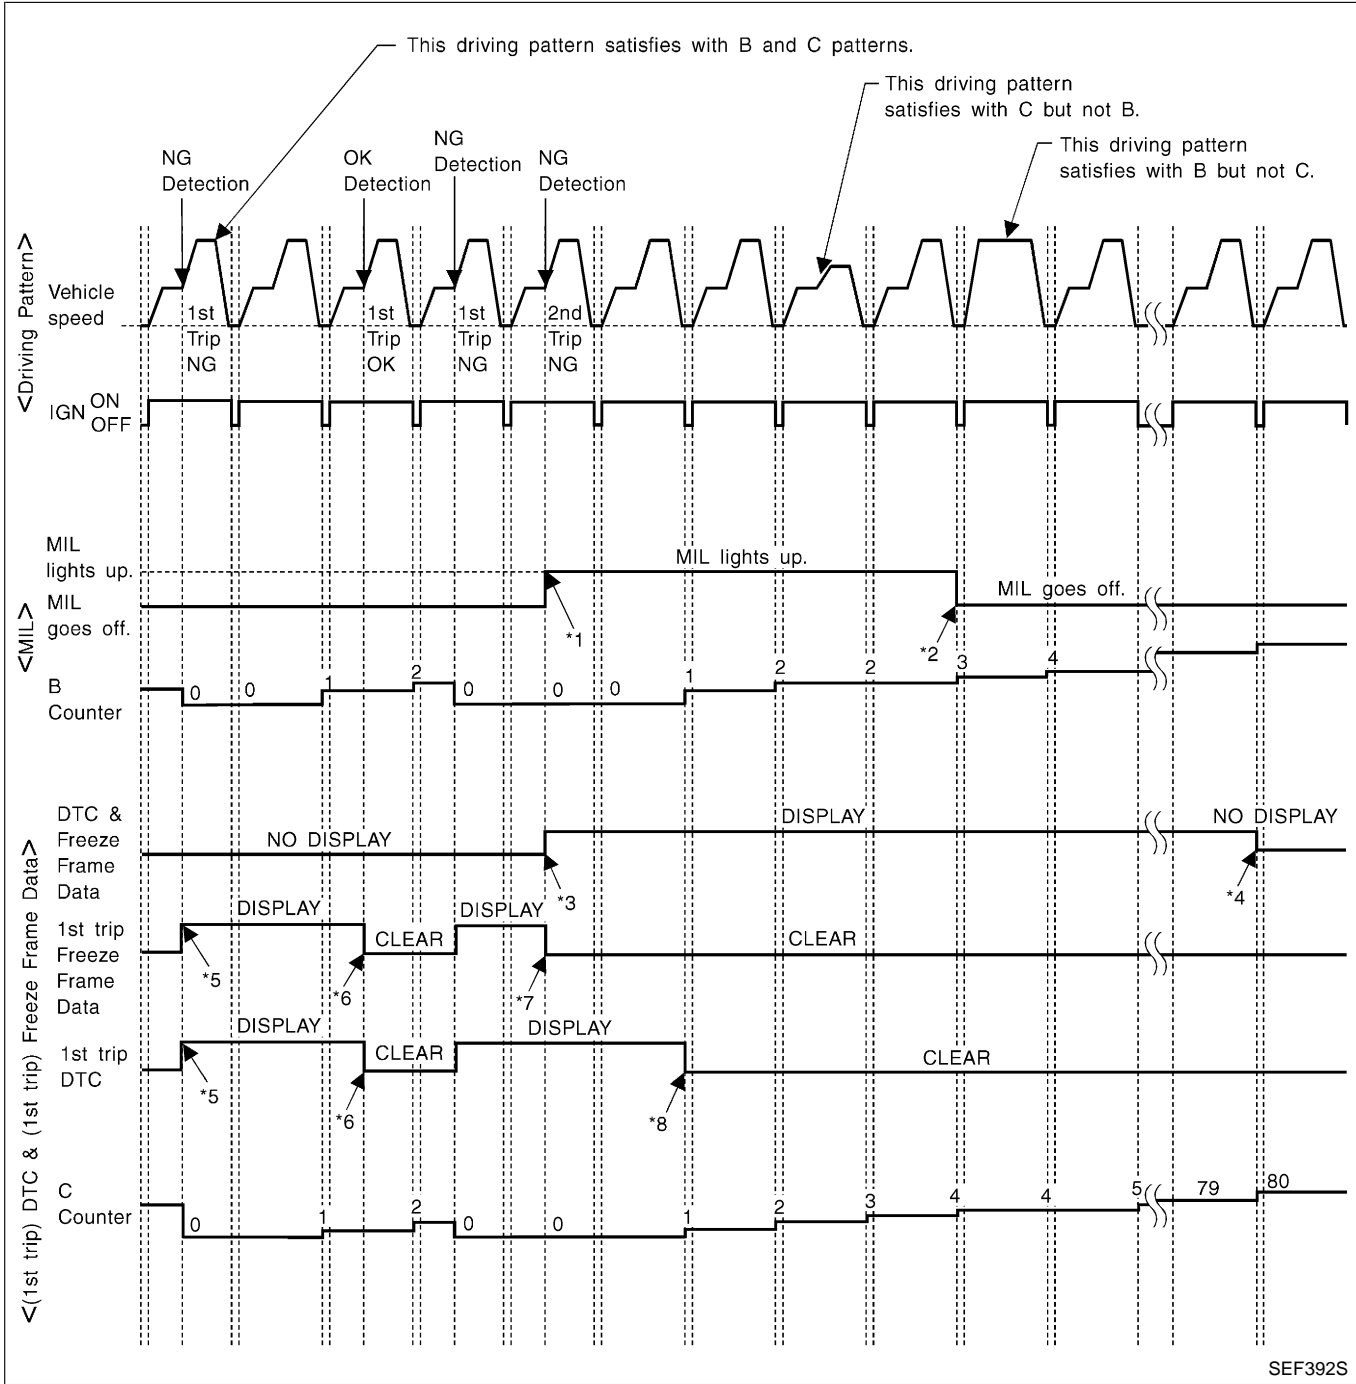 This driving pattern satisfies with B and C patterns.
This driving pattern
satisfies with C but not B.
This driving pattern
satisfies with B but not C.
NG
Detection
OK
Detection
NG
Detection
NG
Detection
<Driving Pattern>
Vehicle
speed
1st
Trip
NG
1st
Trip
OK
1st
Trip
NG
2nd
Trip
NG
IGN ON
OFF
<MIL>
MIL
lights up.
MIL
goes off.
MIL lights up.
MIL goes off.
*1
*2
B
Counter
0 0 1 2 0 0 0 1 2 2 3 4
<(1st trip) DTC & (1st trip) Freeze Frame Data>
DTC &
Freeze
Frame
Data
NO DISPLAY
DISPLAY
NO DISPLAY
*3
*4
1st trip
Freeze
Frame
Data
DISPLAY
CLEAR
DISPLAY
CLEAR
*5
*6
*7
1st trip
DTC
DISPLAY
CLEAR
DISPLAY
CLEAR
*5
*6
*8
C
Counter
0 1 2 0 0 1 2 3 4 4 5 79 80
SEF392S